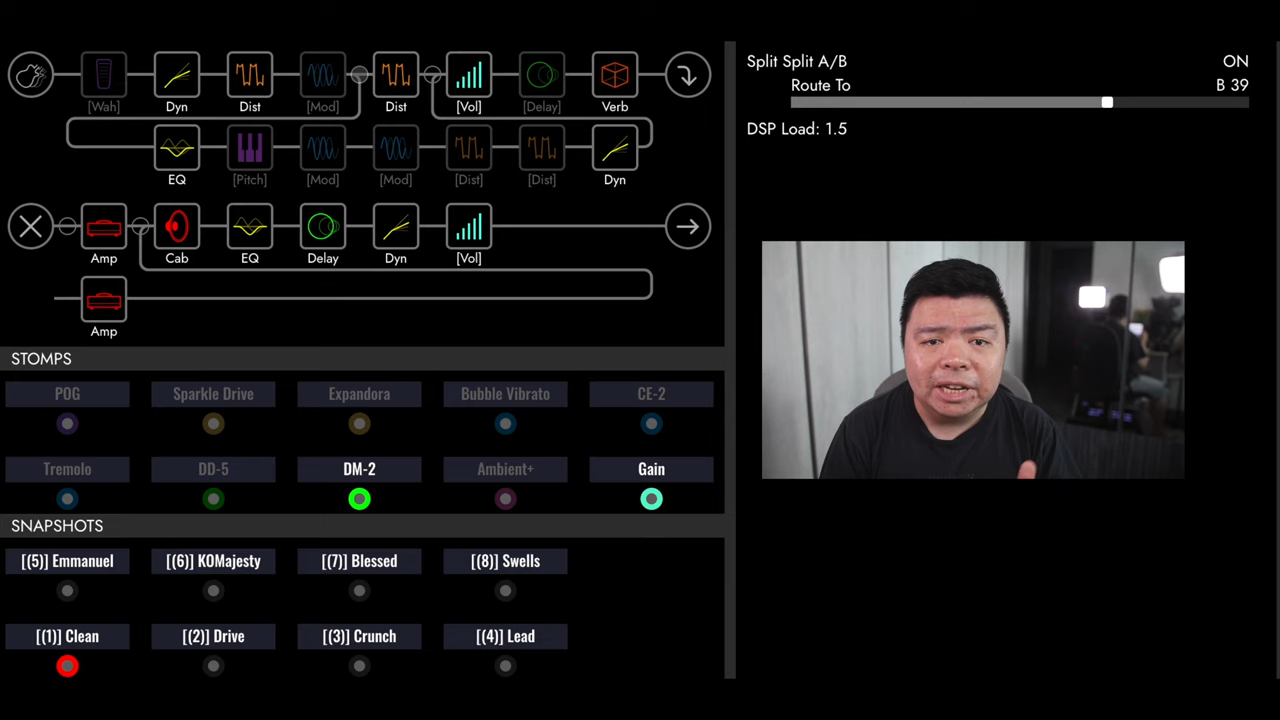 [Wah] Dyn Dist [Mod] Dist [Vol] [Delay] Verb
EQ [Pitch] [Mod] [Mod] [Dist] [Dist] Dyn
Amp Cab EQ Delay Dyn [Vol]
Amp
STOMPS
POG Sparkle Drive Expandora Bubble Vibrato CE-2
Tremolo DD-5 DM-2 Ambient+ Gain
SNAPSHOTS
[(5)] Emmanuel [(6)] KOMajesty [(7)] Blessed [(8)] Swells
[(1)] Clean [(2)] Drive [(3)] Crunch [(4)] Lead
Split Split A/B ON
Route To B 39
DSP Load: 1.5